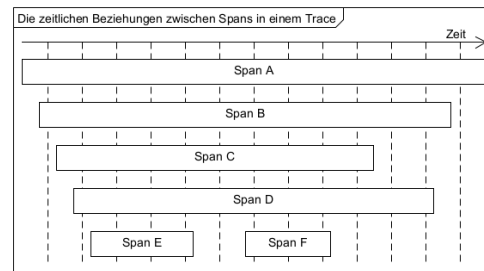 Die zeitlichen Beziehungen zwischen Spans in einem Trace
Zeit
Span A
Span B
Span C
Span D
Span E Span F